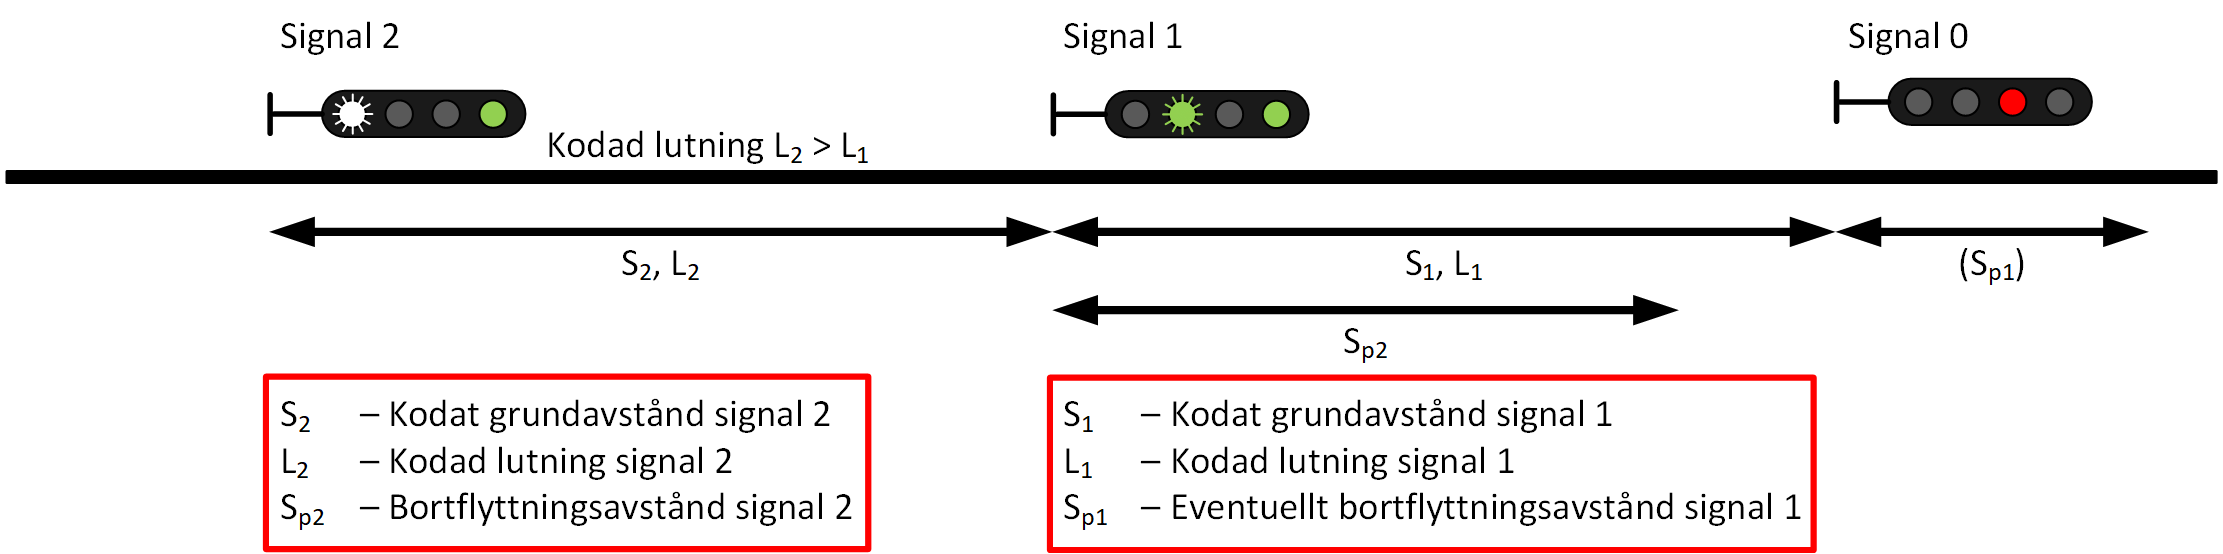 Signal 2
Signal 1
Signal 0
Kodad lutning L₂ > L₁
S₂, L₂
S₁, L₁
(Sₚ₁)
Sₚ₂
S₂ – Kodat grundavstånd signal 2
L₂ – Kodad lutning signal 2
Sₚ₂ – Bortflyttningsavstånd signal 2
S₁ – Kodat grundavstånd signal 1
L₁ – Kodad lutning signal 1
Sₚ₁ – Eventuellt bortflyttningsavstånd signal 1